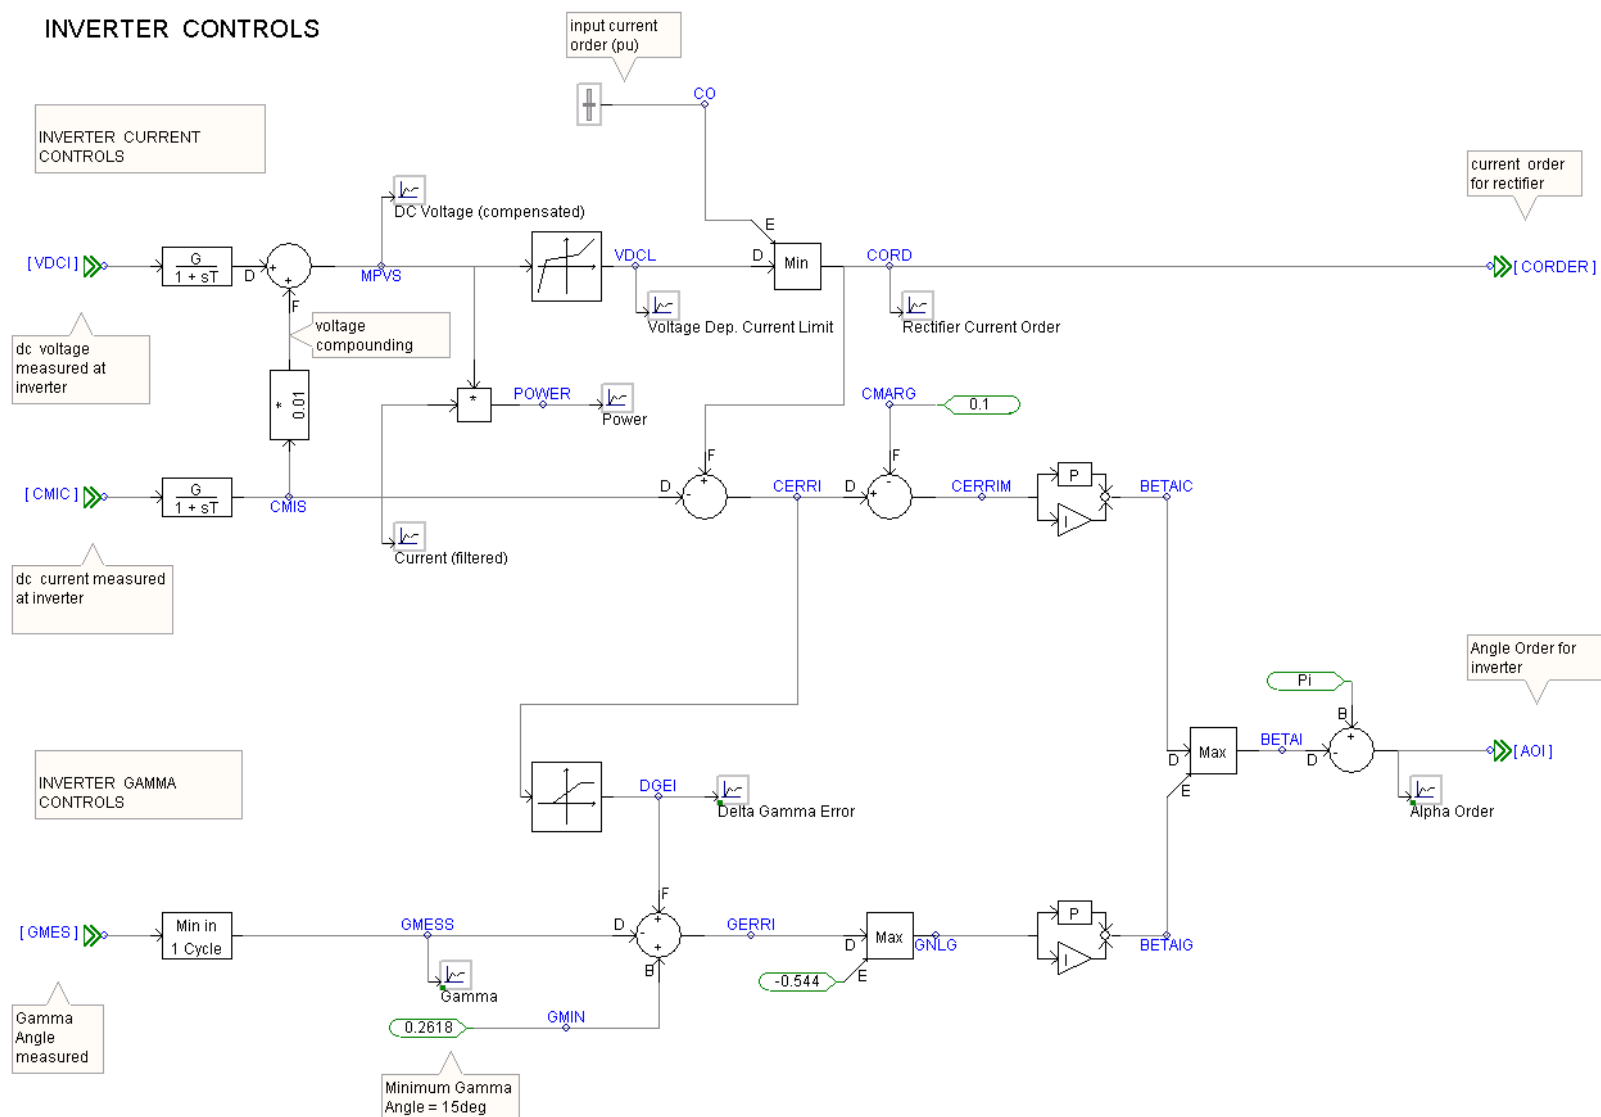 INVERTER CONTROLS
input current
order (pu)
CO
INVERTER CURRENT
CONTROLS
current order
for rectifier
DC Voltage (compensated)
E
[VDCI]
G
1 + sT
D
+
+
F
MPVS
VDCL
D
Min
CORD
[CORDER]
voltage
compounding
Voltage Dep. Current Limit
Rectifier Current Order
dc voltage
measured at
inverter
* 0.01
*
POWER
Power
CMARG
0.1
F
F
[CMIC]
G
1 + sT
CMIS
D
-
+
CERRI
D
+
-
CERRIM
P
I
BETAIC
Current (filtered)
dc current measured
at inverter
Angle Order for
inverter
Pi
B
INVERTER GAMMA
CONTROLS
D
Max
E
BETAI
D
-
+
[AOI]
DGEI
Delta Gamma Error
Alpha Order
F
[GMES]
Min in
1 Cycle
GMESS
D
-
+
+
B
GERRI
D
Max
E
GNLG
P
I
BETAIG
-0.544
Gamma
Gamma
Angle
measured
0.2618
GMIN
Minimum Gamma
Angle = 15deg